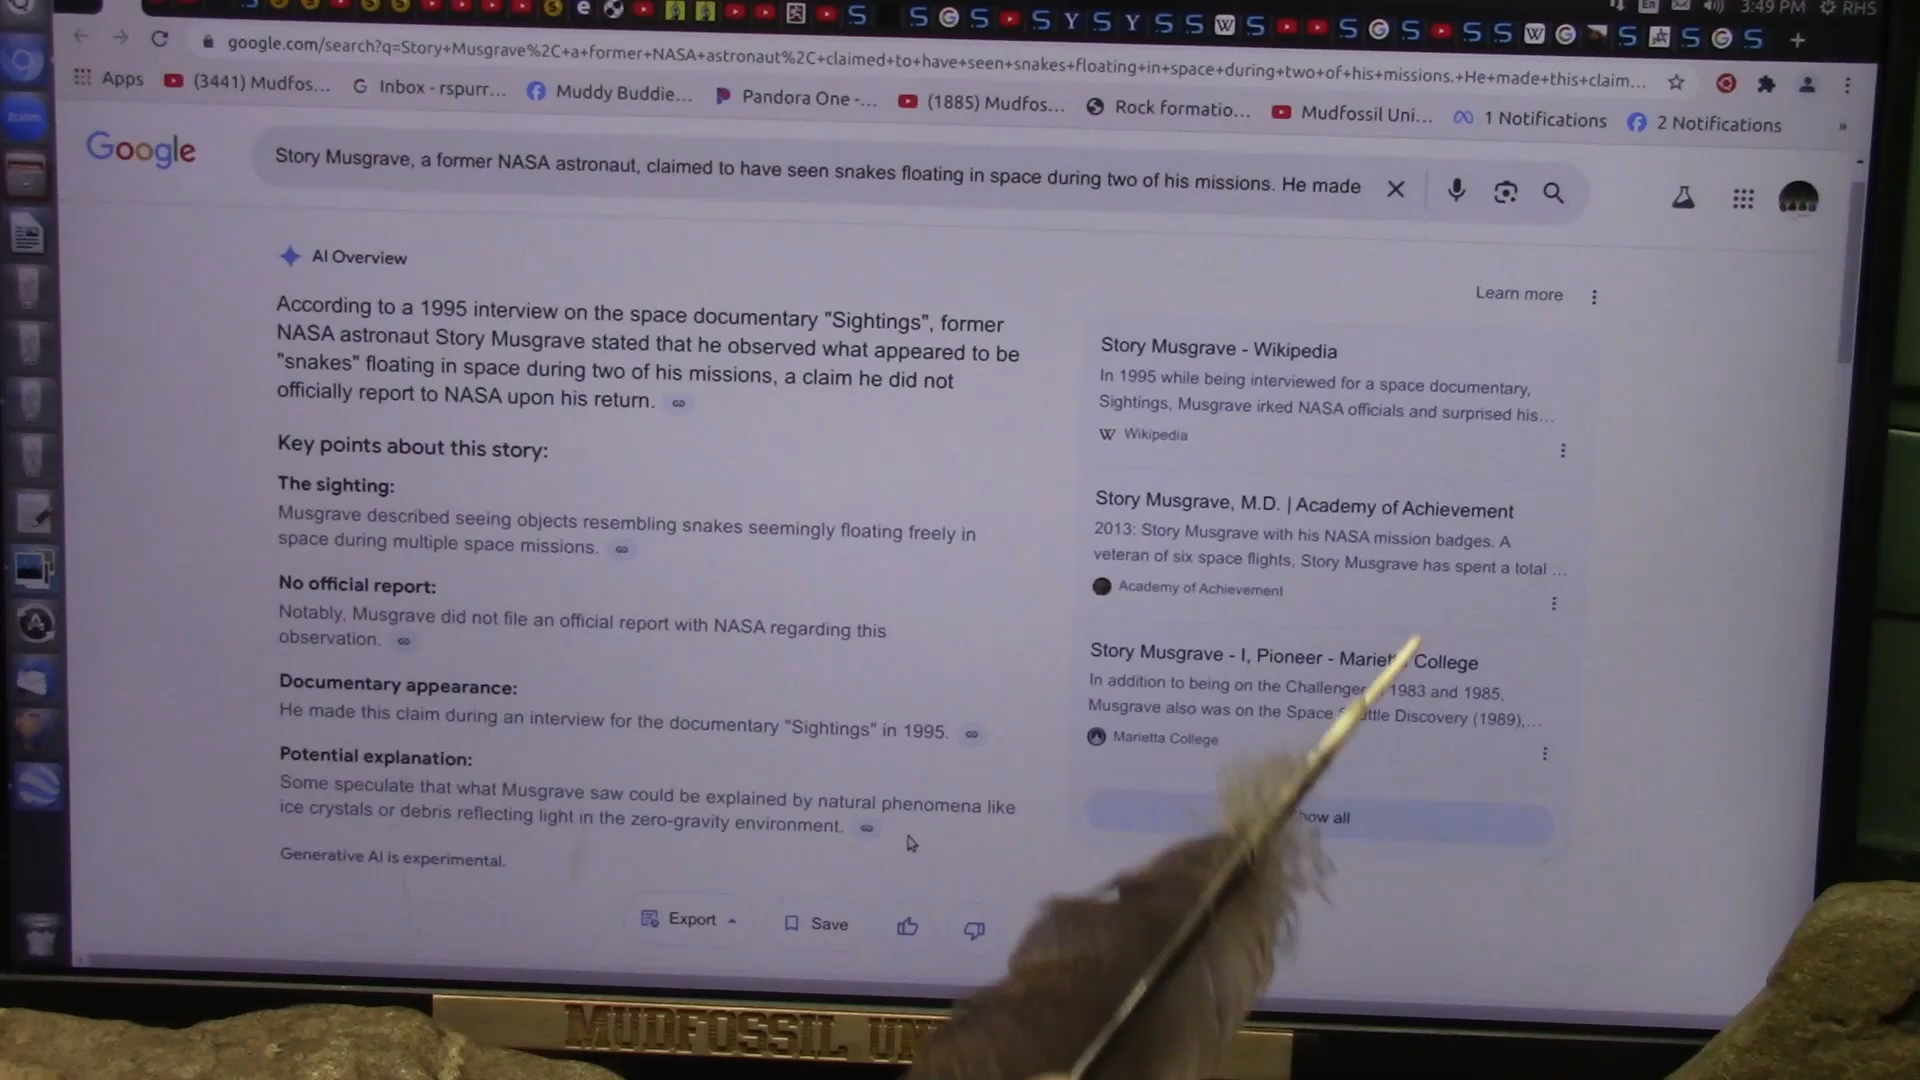 3:49 PM
RHS
google.com/search?q=Story+Musgrave%2C+a+former+NASA+astronaut%2C+claimed+to+have+seen+snakes+floating+in+space+during+two+of+his+missions.+He+made+this+claim...
Apps
(3441) Mudfos...
Inbox - rspurr...
Muddy Buddie...
Pandora One -...
(1885) Mudfos...
Rock formatio...
Mudfossil Uni...
1 Notifications
2 Notifications
»
Google
Story Musgrave, a former NASA astronaut, claimed to have seen snakes floating in space during two of his missions. He made
zoom
AI Overview
Learn more
According to a 1995 interview on the space documentary "Sightings", former
NASA astronaut Story Musgrave stated that he observed what appeared to be
"snakes" floating in space during two of his missions, a claim he did not
officially report to NASA upon his return.
Key points about this story:
The sighting:
Musgrave described seeing objects resembling snakes seemingly floating freely in
space during multiple space missions.
No official report:
Notably, Musgrave did not file an official report with NASA regarding this
observation.
Documentary appearance:
He made this claim during an interview for the documentary "Sightings" in 1995.
Potential explanation:
Some speculate that what Musgrave saw could be explained by natural phenomena like
ice crystals or debris reflecting light in the zero-gravity environment.
Generative AI is experimental.
Export
Save
Story Musgrave - Wikipedia
In 1995 while being interviewed for a space documentary,
Sightings, Musgrave irked NASA officials and surprised his...
W Wikipedia
Story Musgrave, M.D. | Academy of Achievement
2013: Story Musgrave with his NASA mission badges. A
veteran of six space flights, Story Musgrave has spent a total ...
Academy of Achievement
Story Musgrave - I, Pioneer - Mariet College
In addition to being on the Challenger 1983 and 1985,
Musgrave also was on the Space Discovery (1989),...
Marietta College
all
MUDFOSSIL UN